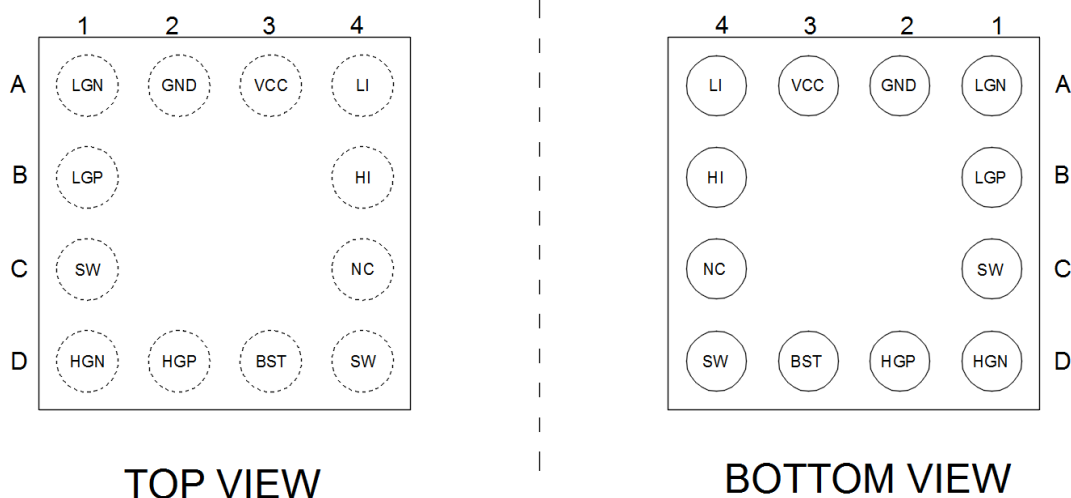 1 2 3 4 4 3 2 1
A LGN GND VCC LI LI VCC GND LGN A
B LGP HI HI LGP B
C SW NC NC SW C
D HGN HGP BST SW SW BST HGP HGN D
TOP VIEW BOTTOM VIEW